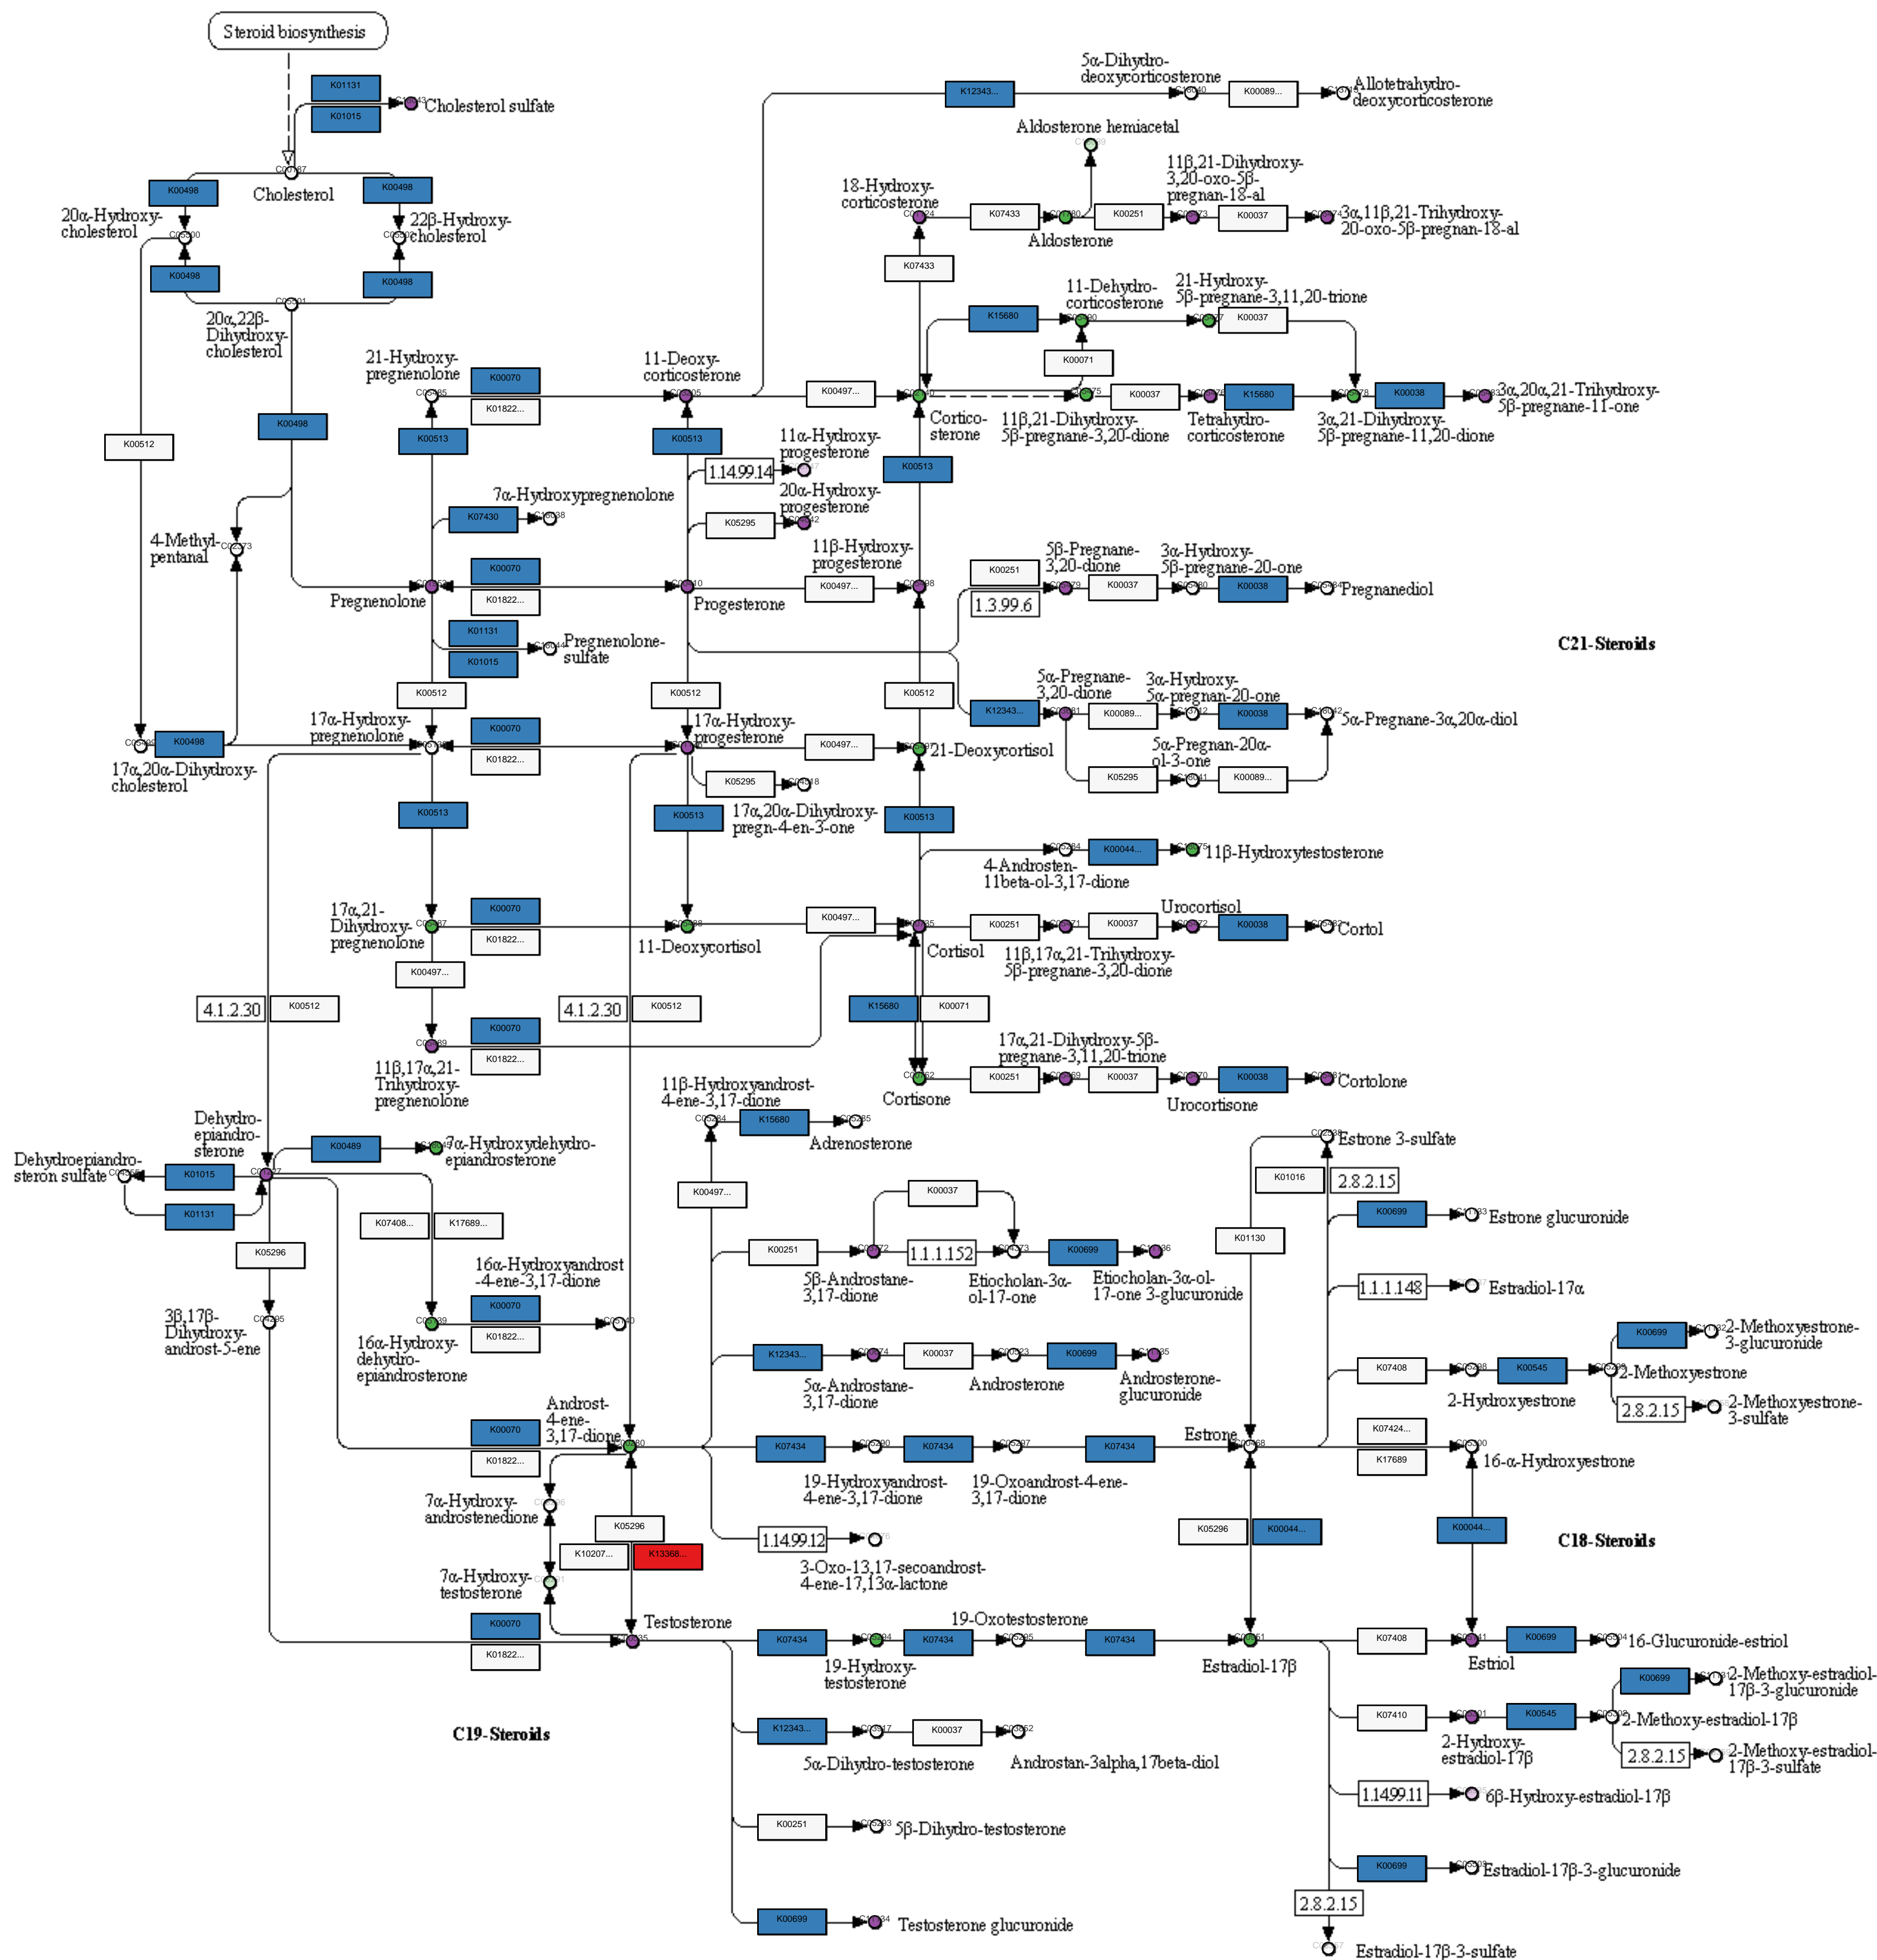 Steroid biosynthesis
K01131
Cholesterol sulfate
K01015
5α-Dihydro-
deoxycorticosterone
K12343...
K00089...
Allotetrahydro-
deoxycorticosterone
Aldosterone hemiacetal
K00498
Cholesterol
K00498
20α-Hydroxy-
cholesterol
22β-Hydroxy-
cholesterol
K00498
K00498
20α,22β-
Dihydroxy-
cholesterol
18-Hydroxy-
corticosterone
K07433
Aldosterone
K00251
11β,21-Dihydroxy-
3,20-oxo-5β-
pregnan-18-al
K00037
3α,11β,21-Trihydroxy-
20-oxo-5β-pregnan-18-al
K07433
K15680
11-Dehydro-
corticosterone
21-Hydroxy-
5β-pregnane-3,11,20-trione
K00037
K00071
21-Hydroxy-
pregnenolone
K00070
K01822...
11-Deoxy-
corticosterone
K00497...
Cortico-
sterone
11β,21-Dihydroxy-
5β-pregnane-3,20-dione
K00037
Tetrahydro-
corticosterone
K15680
3α,21-Dihydroxy-
5β-pregnane-11,20-dione
K00038
3α,20α,21-Trihydroxy-
5β-pregnane-11-one
K00512
K00498
K00513
K00513
K00513
11α-Hydroxy-
progesterone
1.14.99.14
20α-Hydroxy-
progesterone
K05295
7α-Hydroxypregnenolone
K07430
4-Methyl-
pentanal
Pregnenolone
K00070
K01822...
Progesterone
K00497...
11β-Hydroxy-
progesterone
K00251
1.3.99.6
5β-Pregnane-
3,20-dione
K00037
3α-Hydroxy-
5β-pregnane-20-one
K00038
Pregnanediol
K01131
K01015
Pregnenolone-
sulfate
C21-Steroids
K00512
K00512
K00512
K12343...
5α-Pregnane-
3,20-dione
K00089...
3α-Hydroxy-
5α-pregnan-20-one
K00038
5α-Pregnane-3α,20α-diol
K05295
5α-Pregnan-20α-
ol-3-one
K00089...
K00498
17α,20α-Dihydroxy-
cholesterol
17α-Hydroxy-
pregnenolone
K00070
K01822...
17α-Hydroxy-
progesterone
K00497...
21-Deoxycortisol
K05295
17α,20α-Dihydroxy-
pregn-4-en-3-one
K00513
K00513
K00513
4-Androsten-
11beta-ol-3,17-dione
K00044...
11β-Hydroxytestosterone
17α,21-
Dihydroxy-
pregnenolone
K00070
K01822...
11-Deoxycortisol
K00497...
Cortisol
K00251
11β,17α,21-Trihydroxy-
5β-pregnane-3,20-dione
K00037
Urocortisol
K00038
Cortol
K00497...
4.1.2.30
K00512
4.1.2.30
K00512
K15680
K00071
K00070
K01822...
11β,17α,21-
Trihydroxy-
pregnenolone
Cortisone
K00251
17α,21-Dihydroxy-5β-
pregnane-3,11,20-trione
K00037
Urocortisone
K00038
Cortolone
11β-Hydroxyandrost-
4-ene-3,17-dione
K15680
Adrenosterone
Dehydro-
epiandro-
sterone
K00489
7α-Hydroxydehydro-
epiandrosterone
Dehydroepiandro-
steron sulfate
K01015
K01131
K07408...
K17689...
K05296
K00497...
K00037
K00251
5β-Androstane-
3,17-dione
1.1.1.152
Etiocholan-3α-
ol-17-one
K00699
Etiocholan-3α-ol-
17-one 3-glucuronide
Estrone 3-sulfate
K01016
2.8.2.15
K01130
K00699
Estrone glucuronide
1.1.1.148
Estradiol-17α
3β,17β-
Dihydroxy-
androst-5-ene
16α-Hydroxyandrost
-4-ene-3,17-dione
K00070
K01822...
16α-Hydroxy-
dehydro-
epiandrosterone
K12343...
5α-Androstane-
3,17-dione
K00037
Androsterone
K00699
Androsterone-
glucuronide
K07408
2-Hydroxyestrone
K00545
2-Methoxyestrone
K00699
2-Methoxyestrone-
3-glucuronide
2.8.2.15
2-Methoxyestrone-
3-sulfate
K00070
K01822...
Androst-
4-ene-
3,17-dione
K07434
19-Hydroxyandrost-
4-ene-3,17-dione
K07434
19-Oxoandrost-4-ene-
3,17-dione
K07434
Estrone
K07424...
K17689
16-α-Hydroxyestrone
7α-Hydroxy-
androstenedione
K05296
K10207...
K13368...
1.14.99.12
3-Oxo-13,17-secoandrost-
4-ene-17,13α-lactone
K05296
K00044...
K00044...
C18-Steroids
7α-Hydroxy-
testosterone
K00070
K01822...
Testosterone
K07434
19-Hydroxy-
testosterone
K07434
19-Oxotestosterone
K07434
Estradiol-17β
K07408
Estriol
K00699
16-Glucuronide-estriol
C19-Steroids
K12343...
5α-Dihydro-testosterone
K00037
Androstan-3alpha,17beta-diol
K07410
2-Hydroxy-
estradiol-17β
K00545
2-Methoxy-estradiol-17β
K00699
2-Methoxy-estradiol-
17β-3-glucuronide
2.8.2.15
2-Methoxy-estradiol-
17β-3-sulfate
1.14.99.11
6β-Hydroxy-estradiol-17β
K00251
5β-Dihydro-testosterone
K00699
Estradiol-17β-3-glucuronide
K00699
Testosterone glucuronide
2.8.2.15
Estradiol-17β-3-sulfate